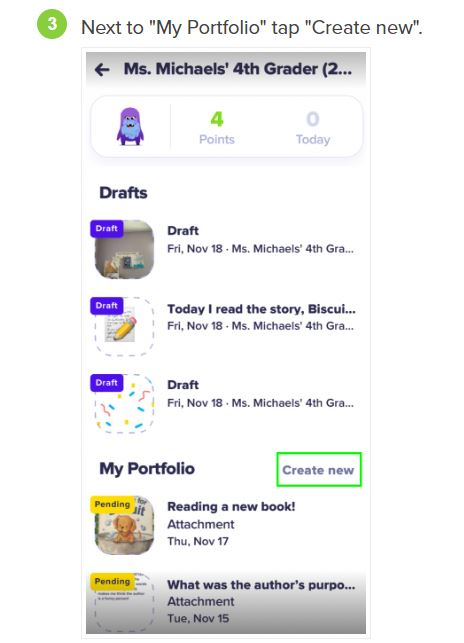 3 Next to "My Portfolio" tap "Create new".
Ms. Michaels' 4th Grader (2...
4
Points
0
Today
Drafts
Draft
Draft
Fri, Nov 18 · Ms. Michaels' 4th Gra...
Draft
Today I read the story, Biscui...
Fri, Nov 18 · Ms. Michaels' 4th Gra...
Draft
Draft
Fri, Nov 18 · Ms. Michaels' 4th Gra...
My Portfolio
Create new
Pending
Reading a new book!
Attachment
Thu, Nov 17
Pending
What was the author's purpo...
Attachment
Tue, Nov 15